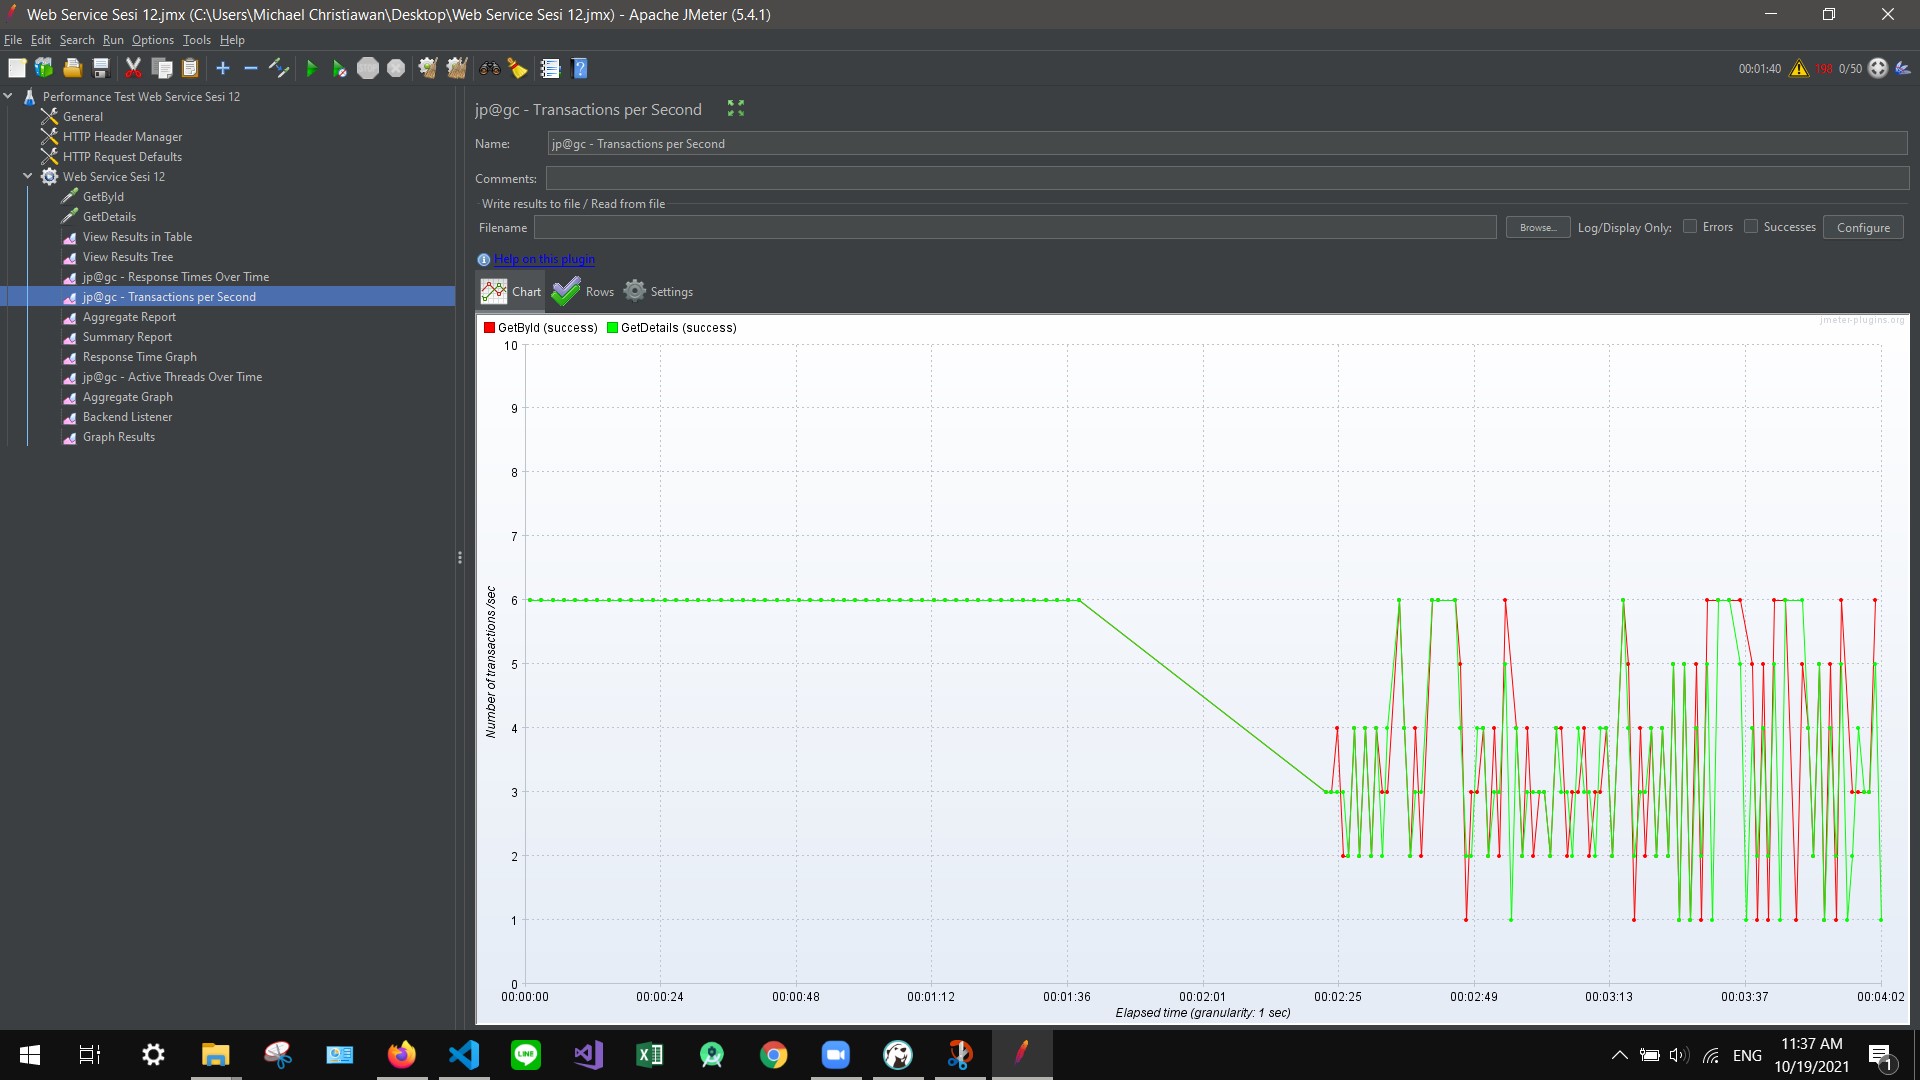 Web Service Sesi 12.jmx (C:\Users\Michael Christiawan\Desktop\Web Service Sesi 12.jmx) - Apache JMeter (5.4.1)
File Edit Search Run Options Tools Help
00:01:40 198 0/50
Performance Test Web Service Sesi 12
General
HTTP Header Manager
HTTP Request Defaults
Web Service Sesi 12
GetById
GetDetails
View Results in Table
View Results Tree
jp@gc - Response Times Over Time
jp@gc - Transactions per Second
Aggregate Report
Summary Report
Response Time Graph
jp@gc - Active Threads Over Time
Aggregate Graph
Backend Listener
Graph Results
jp@gc - Transactions per Second
Name: jp@gc - Transactions per Second
Comments:
Write results to file / Read from file
Filename Browse... Log/Display Only: Errors Successes Configure
Help on this plugin
Chart Rows Settings
jmeter-plugins.org
GetById (success) GetDetails (success)
10
9
8
7
6
5
4
3
2
1
0
Number of transactions /sec
00:00:00 00:00:24 00:00:48 00:01:12 00:01:36 00:02:01 00:02:25 00:02:49 00:03:13 00:03:37 00:04:02
Elapsed time (granularity: 1 sec)
ENG
11:37 AM
10/19/2021
1